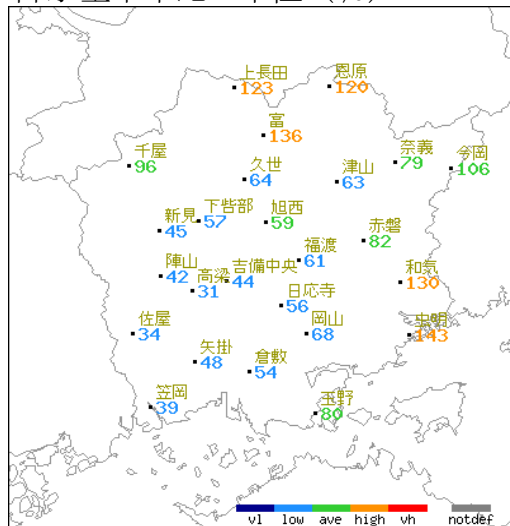 上長田
123
恩原
120
富
136
千屋
96
久世
64
津山
63
奈義
79
今岡
106
新見
45
下呰部
57
旭西
59
赤磐
82
福渡
61
陣山
42
高梁
31
吉備中央
44
和気
130
日応寺
56
佐屋
34
岡山
68
虫明
143
矢掛
48
倉敷
54
笠岡
39
玉野
80
vl low ave high vh notdef